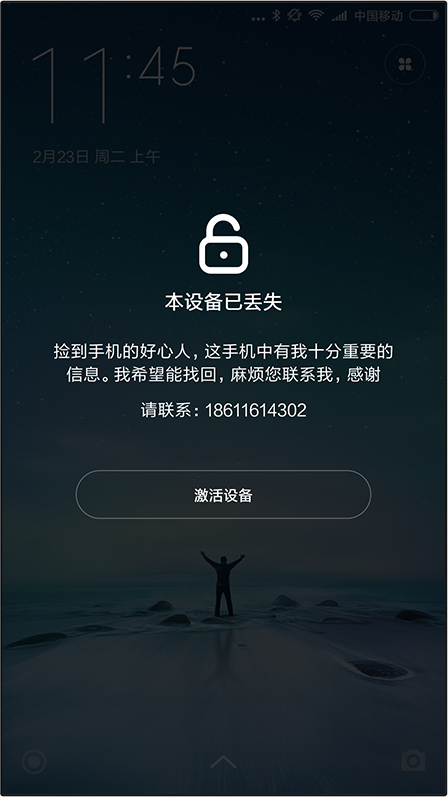 中国移动
11:45
2月23日 周二 上午
本设备已丢失
捡到手机的好心人，这手机中有我十分重要的
信息。我希望能找回，麻烦您联系我，感谢
请联系：18611614302
激活设备